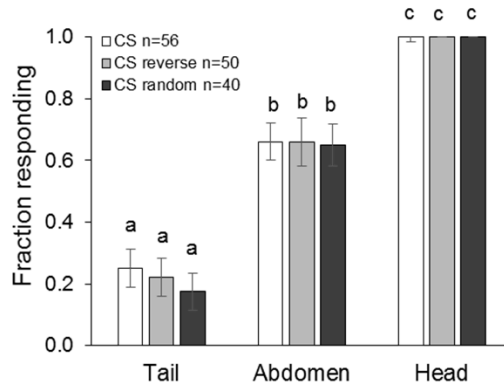 c c c
1.0
CS n=56
CS reverse n=50
CS random n=40
0.8
b b b
0.6
Fraction responding
0.4
a a a
0.2
0.0
Tail Abdomen Head